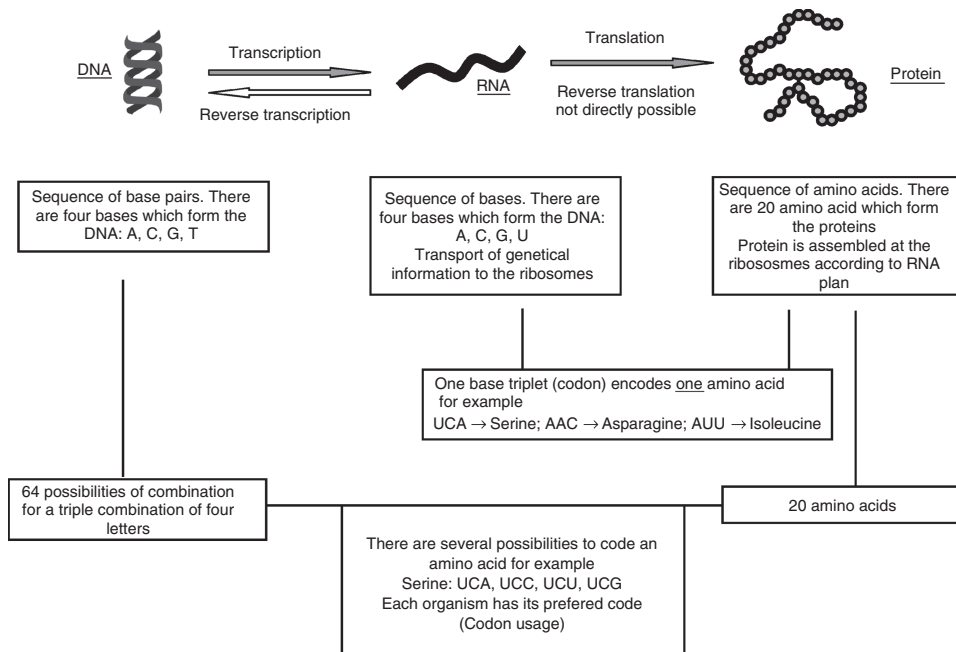 DNA
Transcription
Reverse transcription
RNA
Translation
Reverse translation
not directly possible
Protein
Sequence of base pairs. There
are four bases which form the
DNA: A, C, G, T
Sequence of bases. There are
four bases which form the DNA:
A, C, G, U
Transport of genetical
information to the ribosomes
Sequence of amino acids. There
are 20 amino acid which form
the proteins
Protein is assembled at the
ribososmes according to RNA
plan
One base triplet (codon) encodes one amino acid
for example
UCA → Serine; AAC → Asparagine; AUU → Isoleucine
64 possibilities of combination
for a triple combination of four
letters
20 amino acids
There are several possibilities to code an
amino acid for example
Serine: UCA, UCC, UCU, UCG
Each organism has its prefered code
(Codon usage)